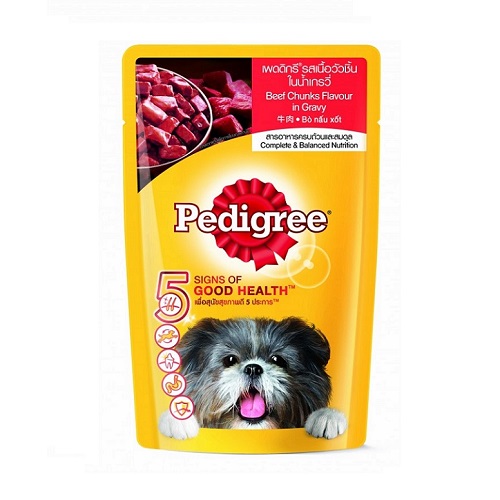 เพดดิกรี® รสเนื้อวัวชิ้น
ในน้ำเกรวี่
Beef Chunks Flavour
in Gravy
牛肉 • Bò nấu xốt
สารอาหารครบถ้วนและสมดุล
Complete & Balanced Nutrition
Pedigree®
5 SIGNS OF
GOOD HEALTH™
เพื่อสุนัขสุขภาพดี 5 ประการ™